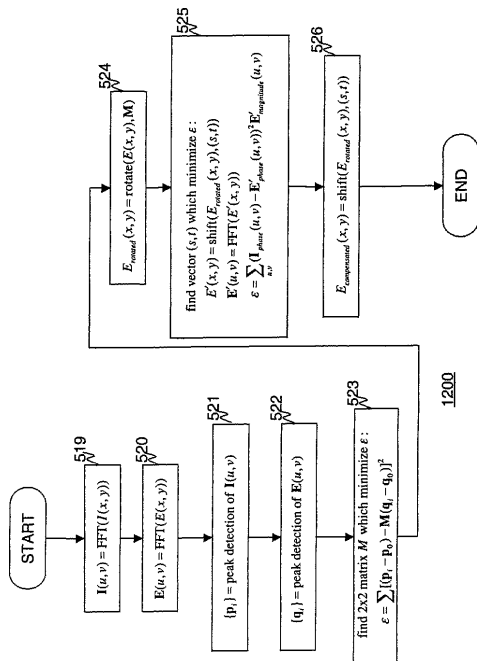 START
519
I(u,v) = FFT(I(x,y))
520
E(u,v) = FFT(E(x,y))
521
{p_i} = peak detection of I(u,v)
522
{q_i} = peak detection of E(u,v)
523
find 2x2 matrix M which minimize ε :
ε = ∑[(p_i − p_0) − M(q_i − q_0)]²
524
E_rotated(x,y) = rotate(E(x,y), M)
525
find vector (s,t) which minimize ε :
E'(x,y) = shift(E_rotated(x,y),(s,t))
E'(u,v) = FFT(E'(x,y))
ε = ∑_{u,v}(I_phase(u,v) − E'_phase(u,v))² E'_magnitude(u,v)
526
E_compensated(x,y) = shift(E_rotated(x,y),(s,t))
END
1200